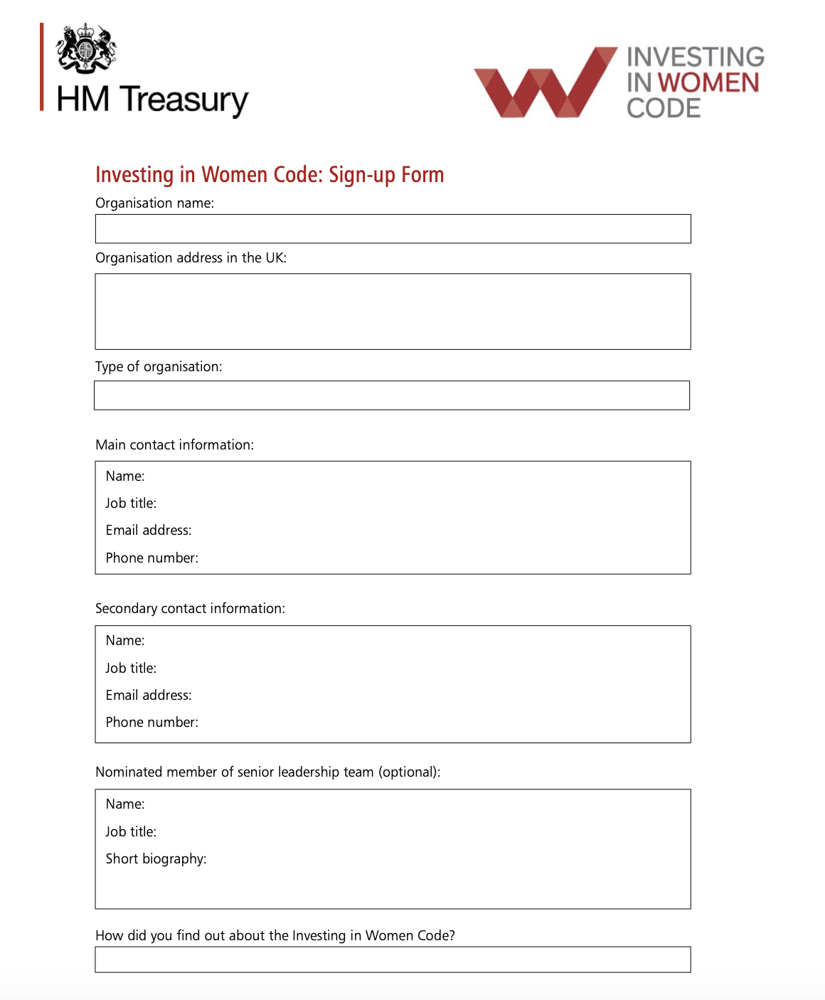 HM Treasury
INVESTING
IN WOMEN
CODE
Investing in Women Code: Sign-up Form
Organisation name:
Organisation address in the UK:
Type of organisation:
Main contact information:
Name:
Job title:
Email address:
Phone number:
Secondary contact information:
Name:
Job title:
Email address:
Phone number:
Nominated member of senior leadership team (optional):
Name:
Job title:
Short biography:
How did you find out about the Investing in Women Code?